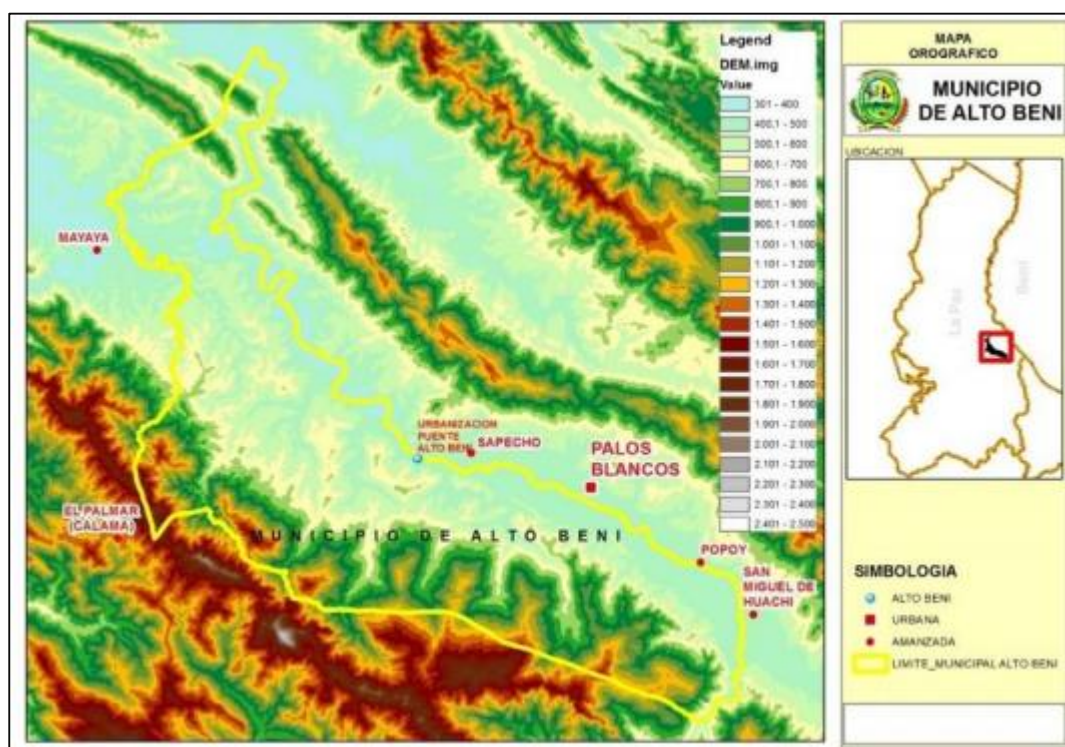 Legend
DEM.img
Value
301 - 400
400,1 - 500
500,1 - 600
600,1 - 700
700,1 - 800
800,1 - 900
900,1 - 1.000
1.001 - 1.100
1.101 - 1.200
1.201 - 1.300
1.301 - 1.400
1.401 - 1.500
1.501 - 1.600
1.601 - 1.700
1.701 - 1.800
1.801 - 1.900
1.901 - 2.000
2.001 - 2.100
2.101 - 2.200
2.201 - 2.300
2.301 - 2.400
2.401 - 2.500
MAYAYA
URBANIZACION
PUENTE
ALTO BENI
SAPECHO
PALOS
BLANCOS
EL PALMAR
(CALAMA)
MUNICIPIO DE ALTO BENI
POPOY
SAN
MIGUEL DE
HUACHI
MAPA
OROGRAFICO
MUNICIPIO
DE ALTO BENI
UBICACION
La Paz
Beni
SIMBOLOGIA
ALTO BENI
URBANA
AMANZADA
LIMITE_MUNICIPAL ALTO BENI